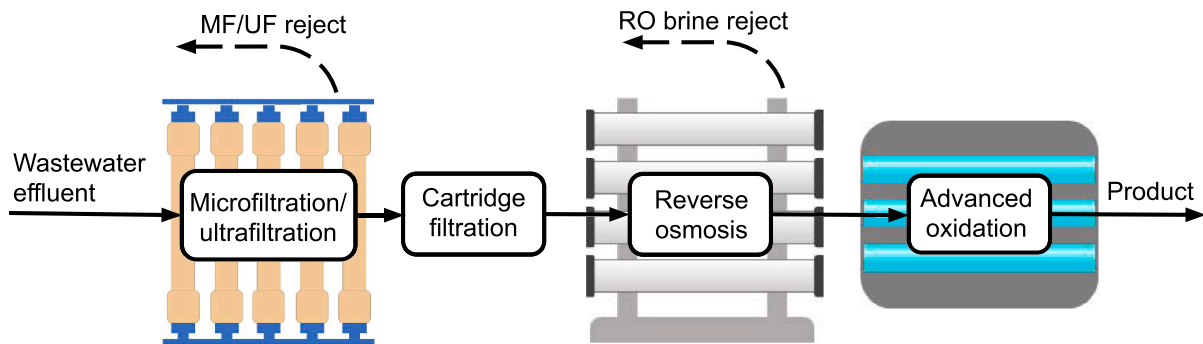 MF/UF reject
RO brine reject
Wastewater
effluent
Microfiltration/
ultrafiltration
Cartridge
filtration
Reverse
osmosis
Advanced
oxidation
Product